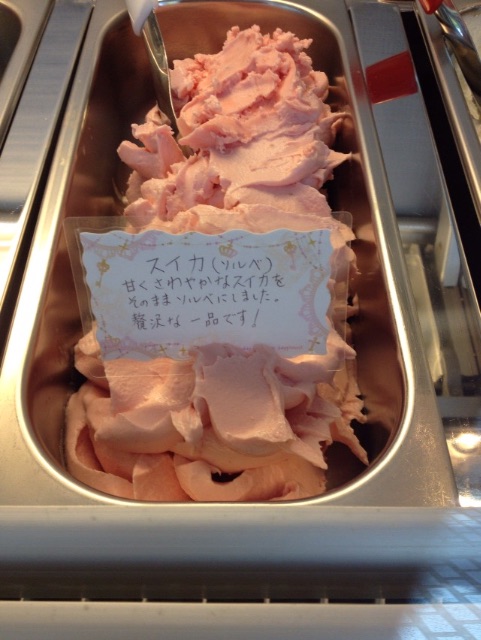 スイカ(ソルベ)
甘くさわやかなスイカを
そのままソルベにしました。
贅沢な一品です!